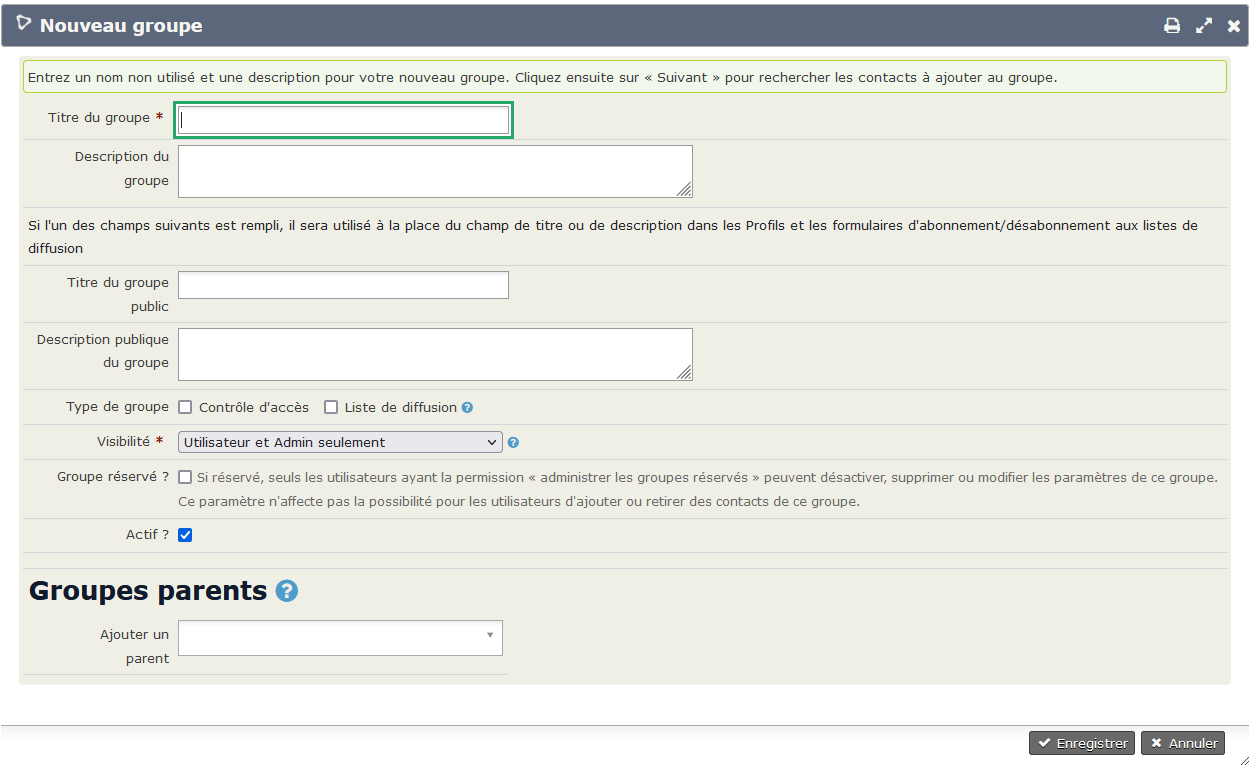 Nouveau groupe
Entrez un nom non utilisé et une description pour votre nouveau groupe. Cliquez ensuite sur « Suivant » pour rechercher les contacts à ajouter au groupe.
Titre du groupe *
Description du
groupe
Si l'un des champs suivants est rempli, il sera utilisé à la place du champ de titre ou de description dans les Profils et les formulaires d'abonnement/désabonnement aux listes de
diffusion
Titre du groupe
public
Description publique
du groupe
Type de groupe Contrôle d'accès Liste de diffusion ?
Visibilité * Utilisateur et Admin seulement ?
Groupe réservé ? Si réservé, seuls les utilisateurs ayant la permission « administrer les groupes réservés » peuvent désactiver, supprimer ou modifier les paramètres de ce groupe.
Ce paramètre n'affecte pas la possibilité pour les utilisateurs d'ajouter ou retirer des contacts de ce groupe.
Actif ?
Groupes parents ?
Ajouter un
parent
Enregistrer Annuler